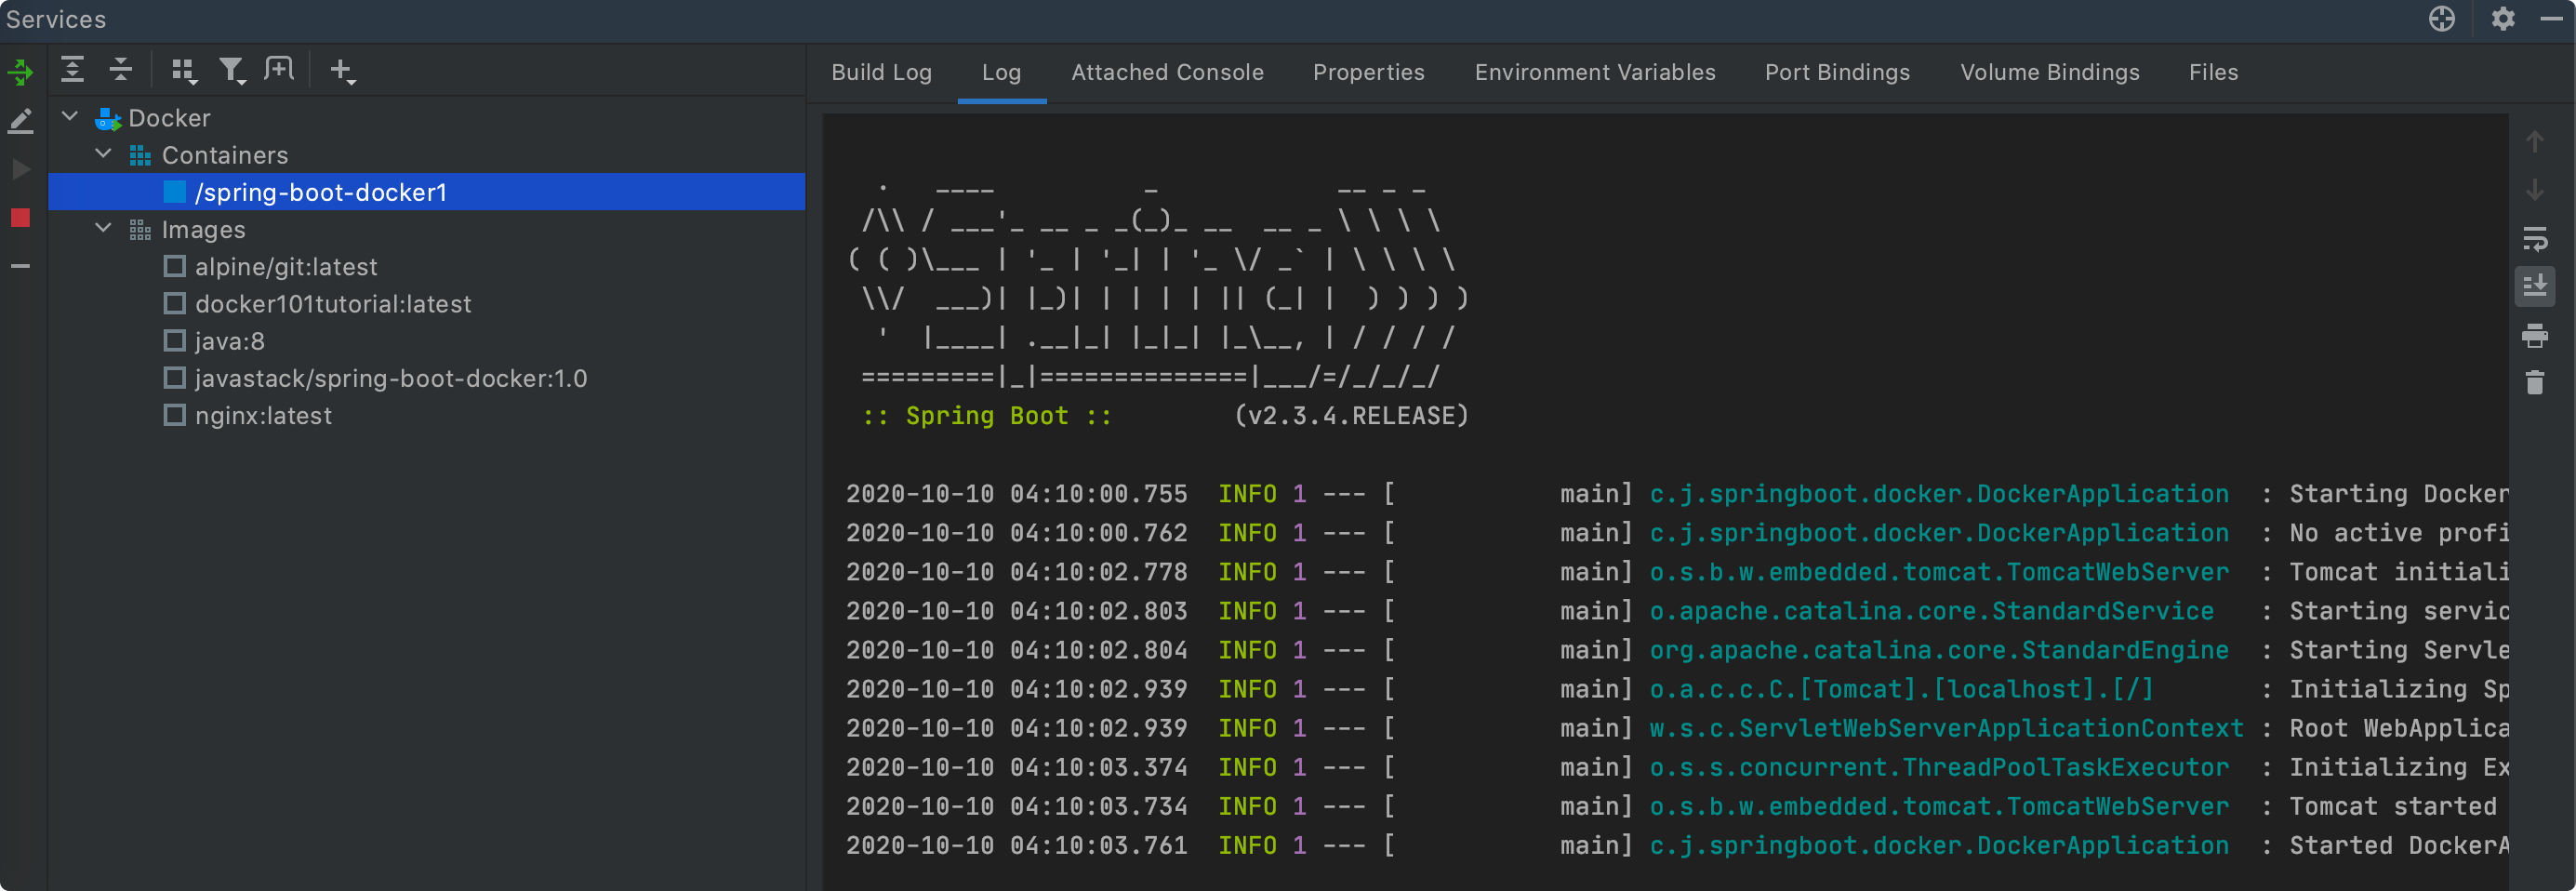 Services
Build Log Log Attached Console Properties Environment Variables Port Bindings Volume Bindings Files
Docker
Containers
/spring-boot-docker1
Images
alpine/git:latest
docker101tutorial:latest
java:8
javastack/spring-boot-docker:1.0
nginx:latest
  .   ____          _            __ _ _
 /\\ / ___'_ __ _ _(_)_ __  __ _ \ \ \ \
( ( )\___ | '_ | '_| | '_ \/ _` | \ \ \ \
 \\/  ___)| |_)| | | | | || (_| |  ) ) ) )
  '  |____| .__|_| |_|_| |_\__, | / / / /
 =========|_|==============|___/=/_/_/_/
 :: Spring Boot ::        (v2.3.4.RELEASE)
2020-10-10 04:10:00.755  INFO 1 --- [           main] c.j.springboot.docker.DockerApplication  : Starting Docker
2020-10-10 04:10:00.762  INFO 1 --- [           main] c.j.springboot.docker.DockerApplication  : No active profi
2020-10-10 04:10:02.778  INFO 1 --- [           main] o.s.b.w.embedded.tomcat.TomcatWebServer  : Tomcat initiali
2020-10-10 04:10:02.803  INFO 1 --- [           main] o.apache.catalina.core.StandardService   : Starting servic
2020-10-10 04:10:02.804  INFO 1 --- [           main] org.apache.catalina.core.StandardEngine  : Starting Servle
2020-10-10 04:10:02.939  INFO 1 --- [           main] o.a.c.c.C.[Tomcat].[localhost].[/]       : Initializing Sp
2020-10-10 04:10:02.939  INFO 1 --- [           main] w.s.c.ServletWebServerApplicationContext : Root WebApplica
2020-10-10 04:10:03.374  INFO 1 --- [           main] o.s.s.concurrent.ThreadPoolTaskExecutor  : Initializing Ex
2020-10-10 04:10:03.734  INFO 1 --- [           main] o.s.b.w.embedded.tomcat.TomcatWebServer  : Tomcat started
2020-10-10 04:10:03.761  INFO 1 --- [           main] c.j.springboot.docker.DockerApplication  : Started DockerA